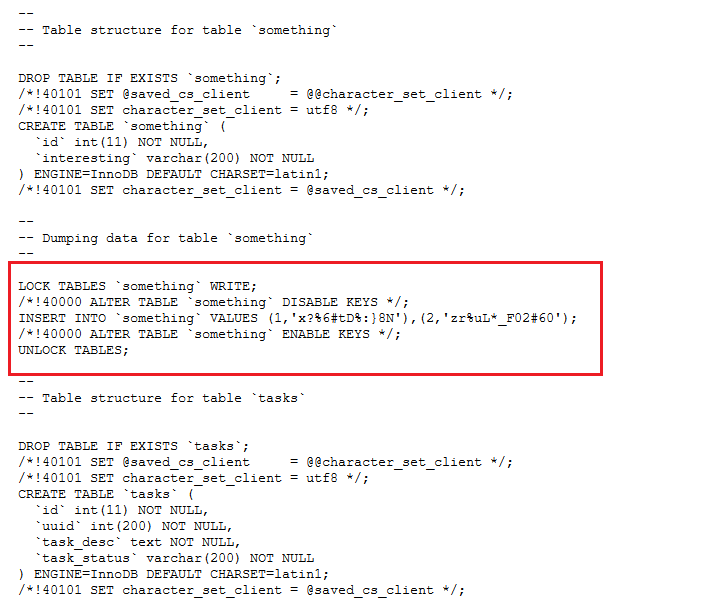 --
-- Table structure for table `something`
--
DROP TABLE IF EXISTS `something`;
/*!40101 SET @saved_cs_client     = @@character_set_client */;
/*!40101 SET character_set_client = utf8 */;
CREATE TABLE `something` (
  `id` int(11) NOT NULL,
  `interesting` varchar(200) NOT NULL
) ENGINE=InnoDB DEFAULT CHARSET=latin1;
/*!40101 SET character_set_client = @saved_cs_client */;
--
-- Dumping data for table `something`
--
LOCK TABLES `something` WRITE;
/*!40000 ALTER TABLE `something` DISABLE KEYS */;
INSERT INTO `something` VALUES (1,'x?%6#tD%:}8N'),(2,'zr%uL*_F02#60');
/*!40000 ALTER TABLE `something` ENABLE KEYS */;
UNLOCK TABLES;
--
-- Table structure for table `tasks`
--
DROP TABLE IF EXISTS `tasks`;
/*!40101 SET @saved_cs_client     = @@character_set_client */;
/*!40101 SET character_set_client = utf8 */;
CREATE TABLE `tasks` (
  `id` int(11) NOT NULL,
  `uuid` int(200) NOT NULL,
  `task_desc` text NOT NULL,
  `task_status` varchar(200) NOT NULL
) ENGINE=InnoDB DEFAULT CHARSET=latin1;
/*!40101 SET character_set_client = @saved_cs_client */;